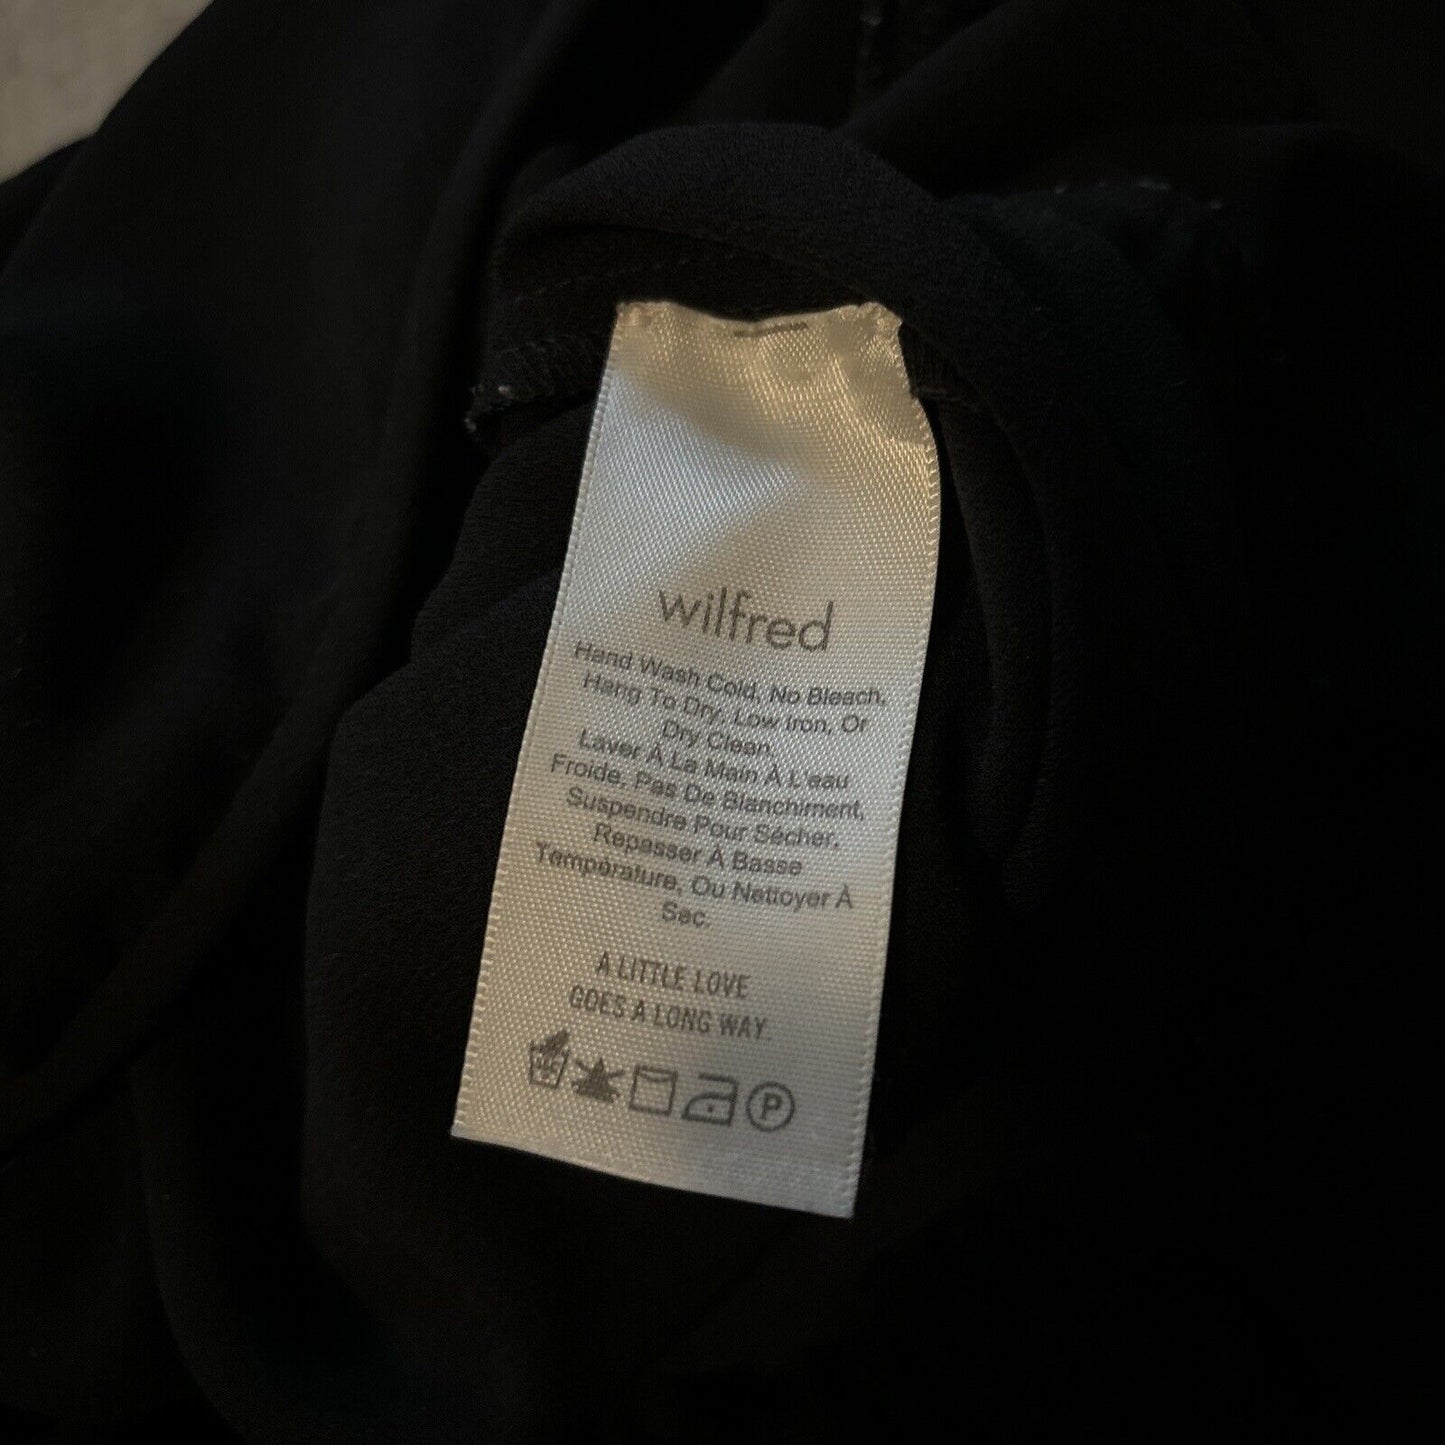 wilfred
Hand Wash Cold, No Bleach,
Hang To Dry, Low Iron, Or
Dry Clean.
Laver À La Main À L'eau
Froide, Pas De Blanchiment,
Suspendre Pour Sécher,
Repasser À Basse
Température, Ou Nettoyer À
Sec.
A LITTLE LOVE
GOES A LONG WAY.
P